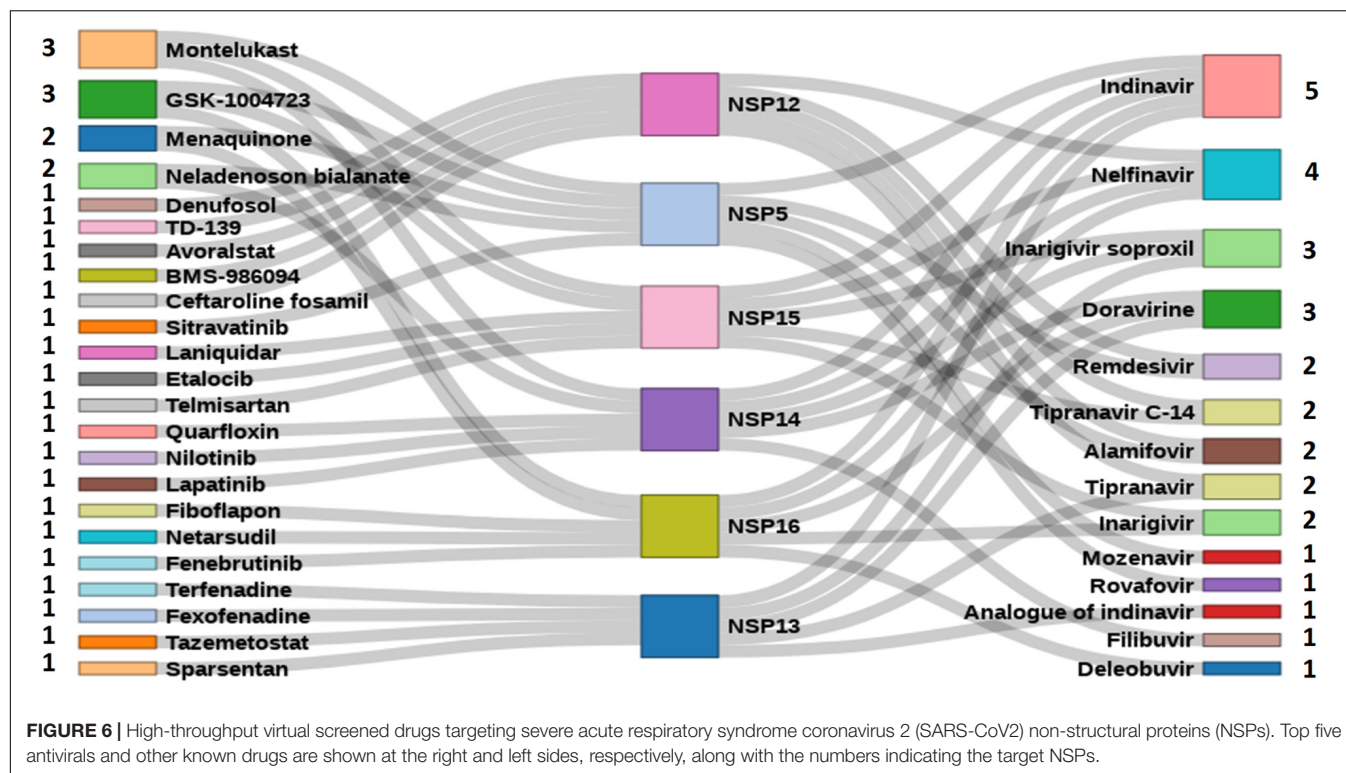 3 Montelukast
3 GSK-1004723
2 Menaquinone
2 Neladenoson bialanate
1 Denufosol
1 TD-139
1 Avoralstat
1 BMS-986094
1 Ceftaroline fosamil
1 Sitravatinib
1 Laniquidar
1 Etalocib
1 Telmisartan
1 Quarfloxin
1 Nilotinib
1 Lapatinib
1 Fiboflapon
1 Netarsudil
1 Fenebrutinib
1 Terfenadine
1 Fexofenadine
1 Tazemetostat
1 Sparsentan
NSP12
NSP5
NSP15
NSP14
NSP16
NSP13
Indinavir 5
Nelfinavir 4
Inarigivir soproxil 3
Doravirine 3
Remdesivir 2
Tipranavir C-14 2
Alamifovir 2
Tipranavir 2
Inarigivir 2
Mozenavir 1
Rovafovir 1
Analogue of indinavir 1
Filibuvir 1
Deleobuvir 1
FIGURE 6 | High-throughput virtual screened drugs targeting severe acute respiratory syndrome coronavirus 2 (SARS-CoV2) non-structural proteins (NSPs). Top five
antivirals and other known drugs are shown at the right and left sides, respectively, along with the numbers indicating the target NSPs.